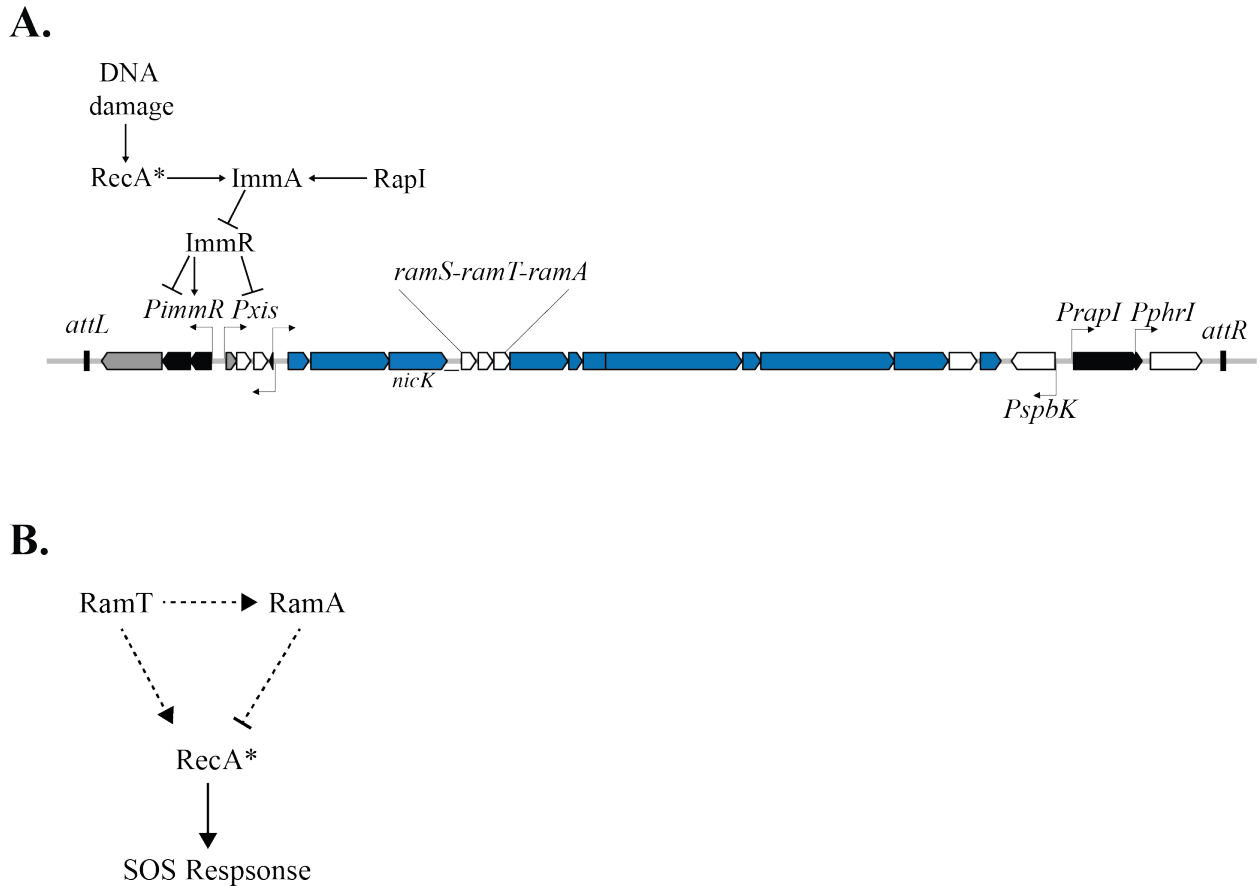 A.
DNA
damage
RecA*
ImmA
RapI
ImmR
ramS-ramT-ramA
PimmR
Pxis
PrapI
PphrI
attL
attR
nicK
PspbK
B.
RamT
RamA
RecA*
SOS Respsonse